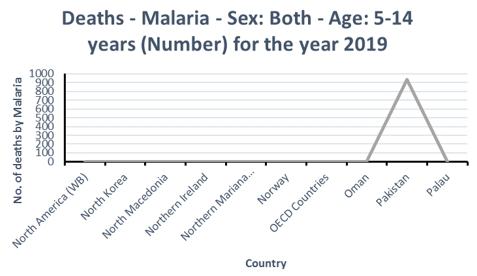 Deaths - Malaria - Sex: Both - Age: 5-14
years (Number) for the year 2019
No. of deaths by Malaria
1000
900
800
700
600
500
400
300
200
100
0
North America (WB)
North Korea
North Macedonia
Northern Ireland
Northern Mariana...
Norway
OECD Countries
Oman
Pakistan
Palau
Country